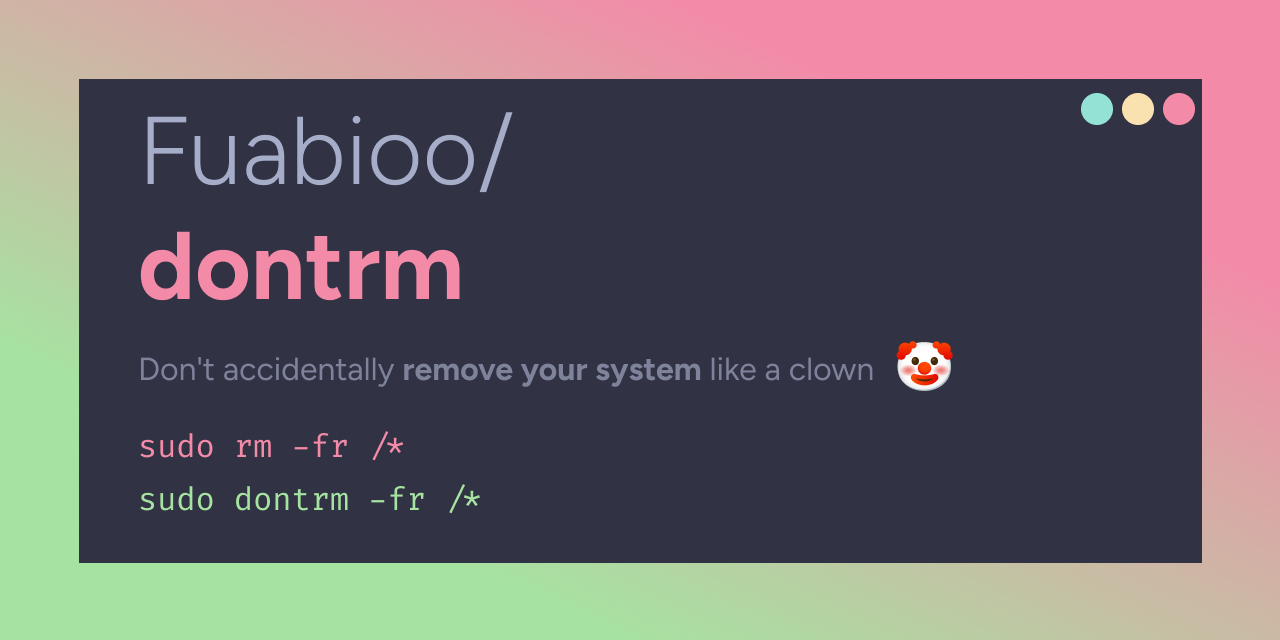 Fuabioo/
dontrm
Don't accidentally remove your system like a clown 🤡
sudo rm -fr /*
sudo dontrm -fr /*